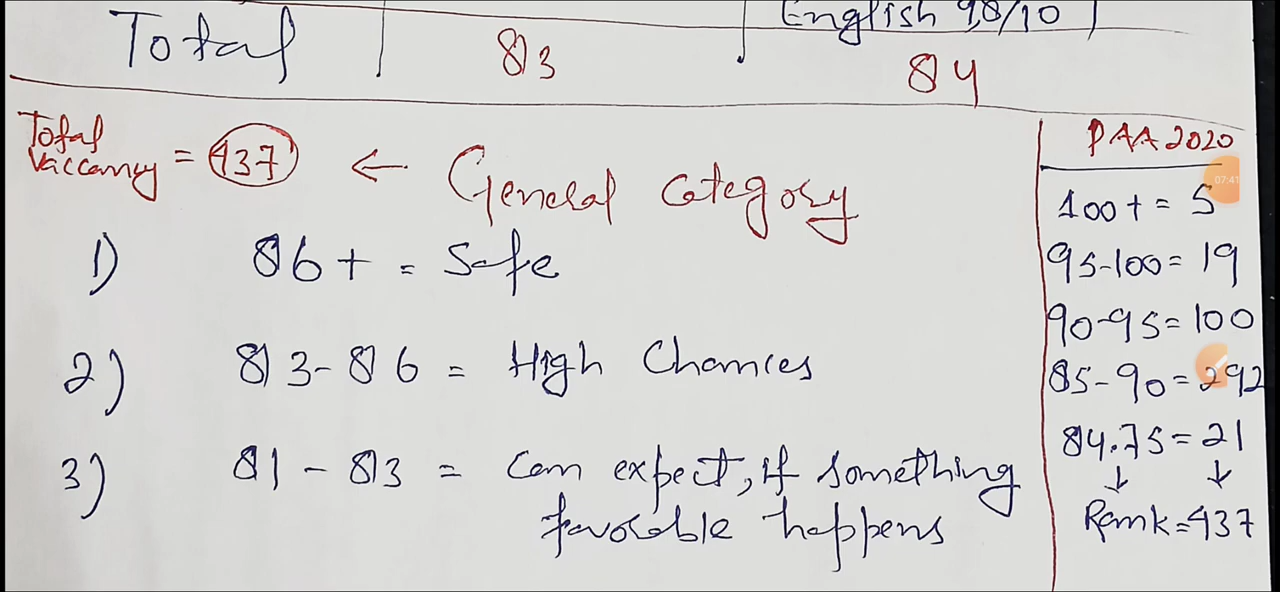 English 9,8/10
Total 83 84
Total
Vaccancy = 437 ← General Category
1) 86+ = Safe
2) 83-86 = High Chances
3) 81-83 = Can expect, if something
favorable happens
PAA 2020
07:41
100+ = 5
95-100 = 19
90-95 = 100
85-90 = 292
84.75 = 21
↓ ↓
Rank = 437